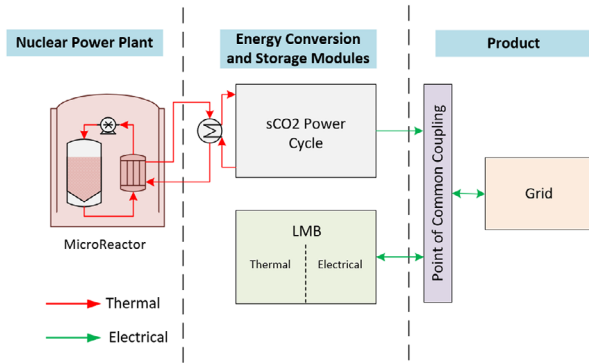 Nuclear Power Plant
Energy Conversion
and Storage Modules
Product
sCO2 Power
Cycle
Point of Common Coupling
Grid
MicroReactor
LMB
Thermal
Electrical
Thermal
Electrical